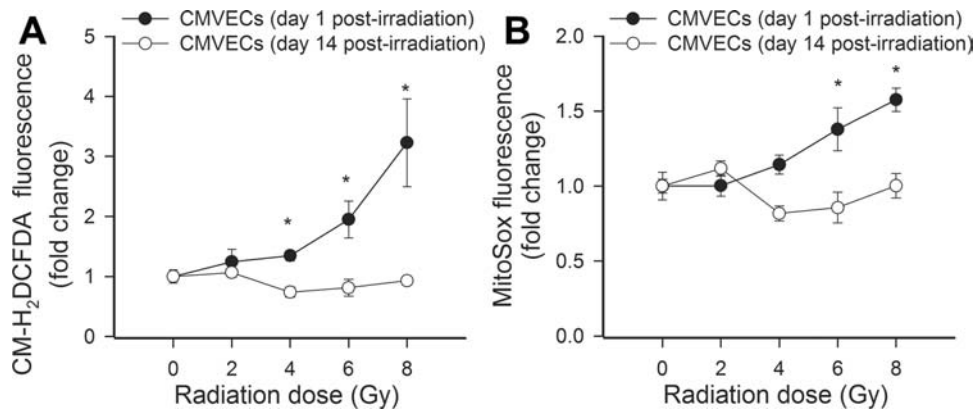 A
CMVECs (day 1 post-irradiation)
CMVECs (day 14 post-irradiation)
CM-H₂DCFDA fluorescence
(fold change)
5
4
3
2
1
0
*
*
*
0 2 4 6 8
Radiation dose (Gy)
B
CMVECs (day 1 post-irradiation)
CMVECs (day 14 post-irradiation)
MitoSox fluorescence
(fold change)
2.0
1.5
1.0
0.5
0.0
*
*
0 2 4 6 8
Radiation dose (Gy)